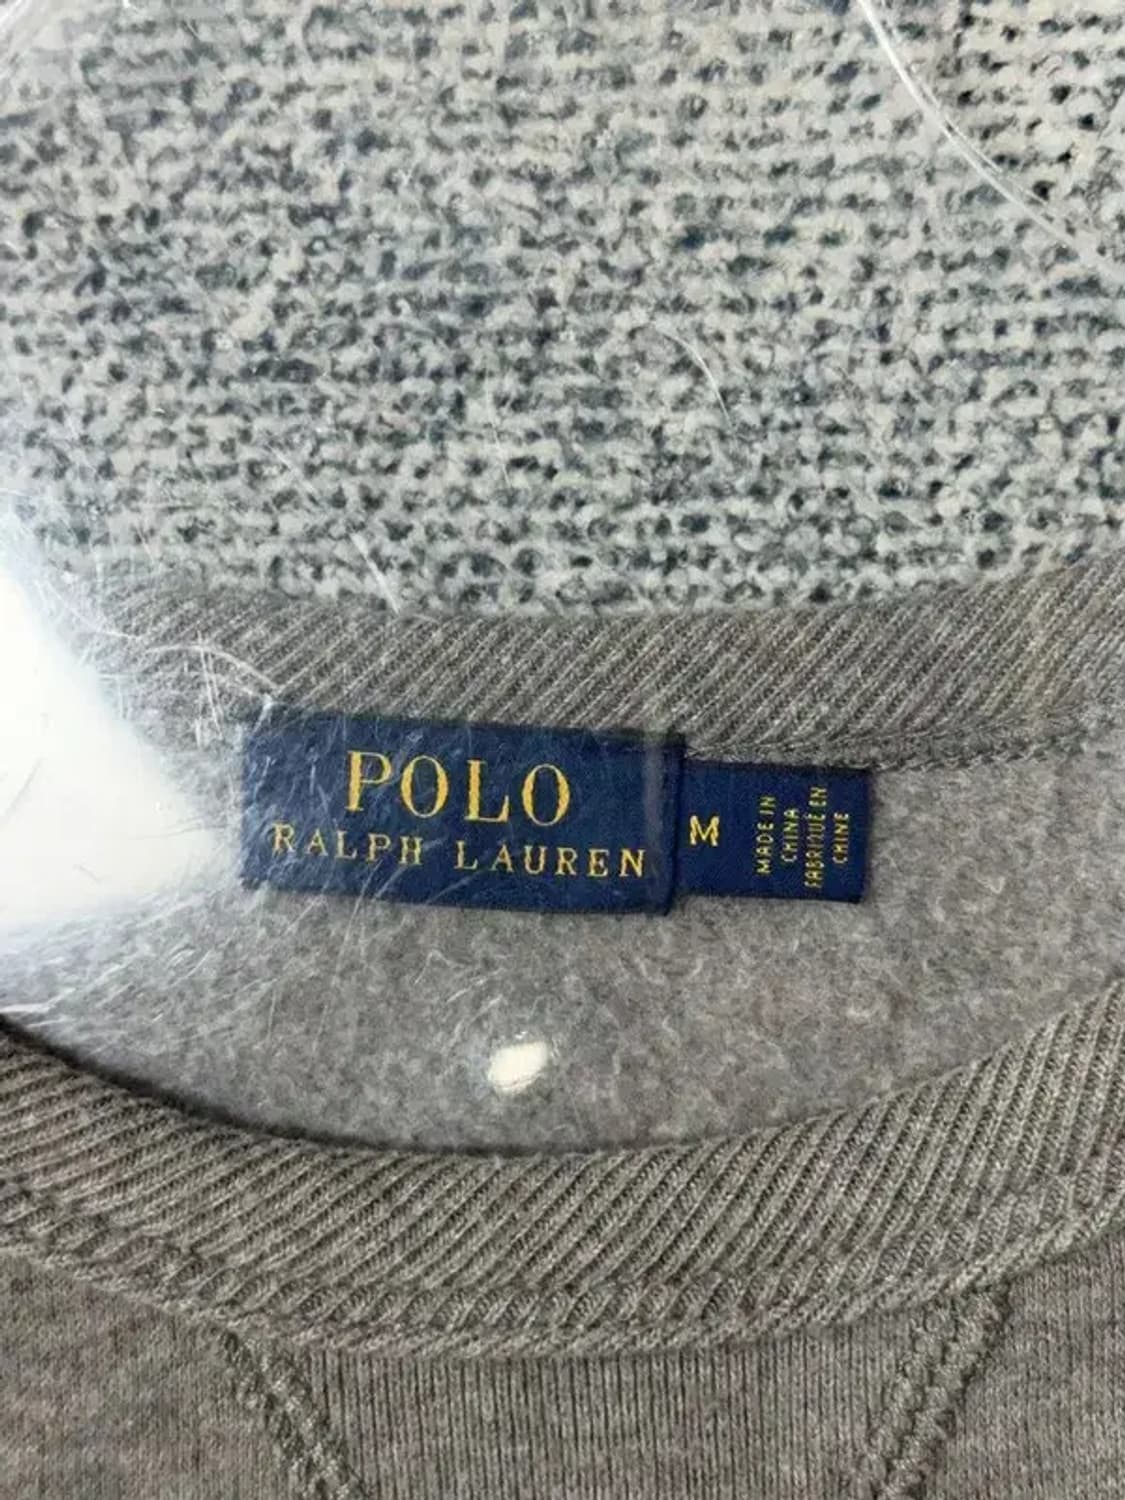 POLO
RALPH LAUREN
M
MADE IN
CHINA
FABRIQUÉ EN
CHINE